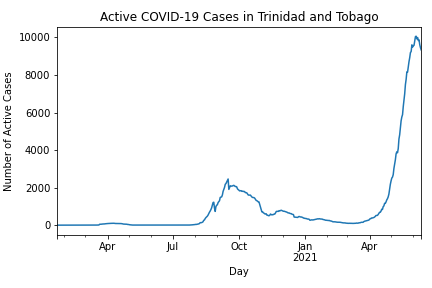 Active COVID-19 Cases in Trinidad and Tobago
Number of Active Cases
10000
8000
6000
4000
2000
0
Apr
Jul
Oct
Jan
2021
Apr
Day